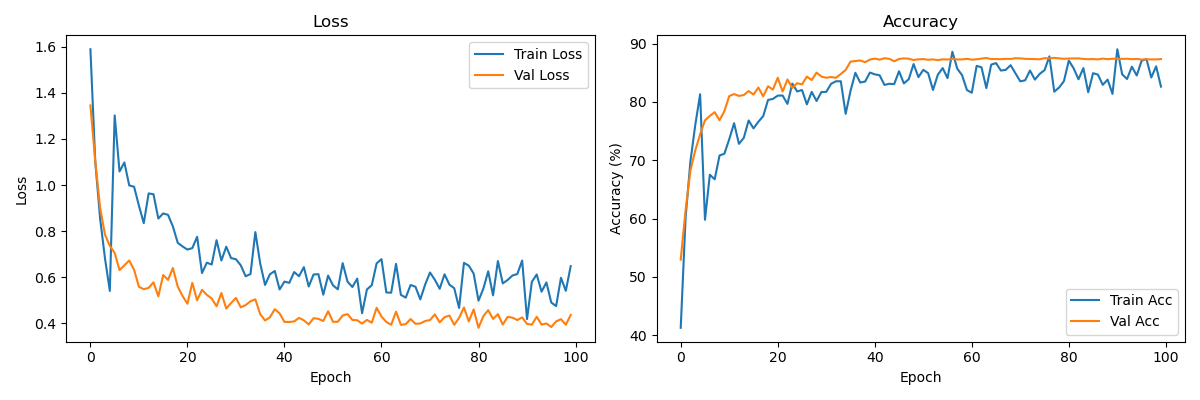 Loss
1.6
1.4
1.2
1.0
0.8
0.6
0.4
Loss
0 20 40 60 80 100
Epoch
Train Loss
Val Loss
Accuracy
90
80
70
60
50
40
Accuracy (%)
0 20 40 60 80 100
Epoch
Train Acc
Val Acc